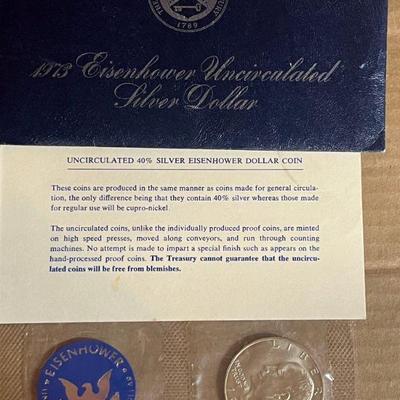 THE
1789
1973 Eisenhower Uncirculated
Silver Dollar
UNCIRCULATED 40% SILVER EISENHOWER DOLLAR COIN
These coins are produced in the same manner as coins made for general circula-
tion, the only difference being that they contain 40% silver whereas those made
for regular use will be cupro-nickel.
The uncirculated coins, unlike the individually produced proof coins, are minted
on high speed presses, moved along conveyors, and run through counting
machines. No attempt is made to impart a special finish such as appears on the
hand-processed proof coins. The Treasury cannot guarantee that the uncircu-
lated coins will be free from blemishes.
EISENHOWER
LIBER